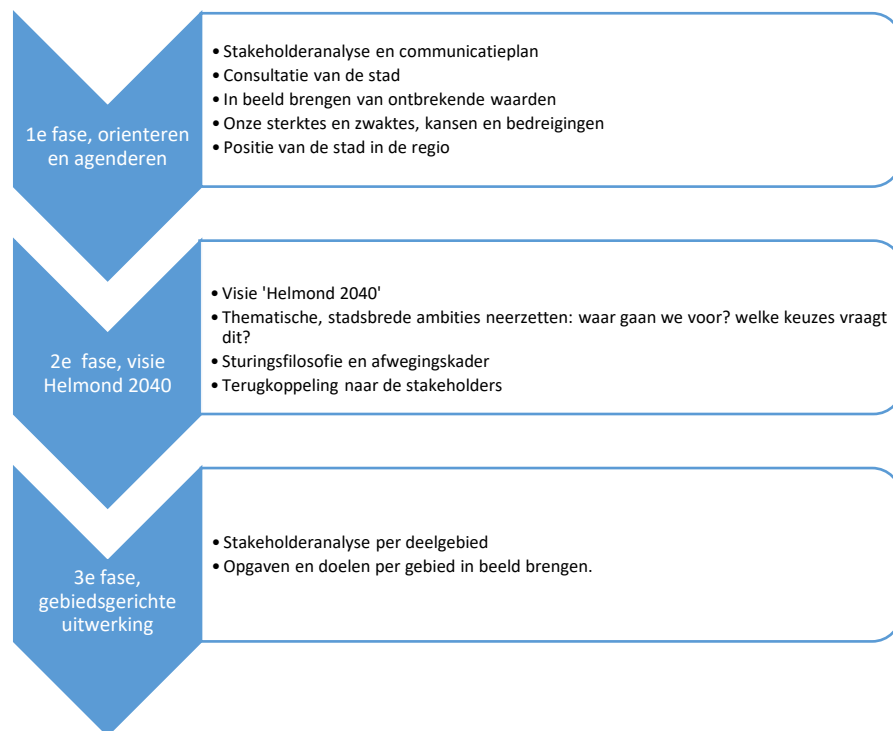 1e fase, orienteren
en agenderen
• Stakeholderanalyse en communicatieplan
• Consultatie van de stad
• In beeld brengen van ontbrekende waarden
• Onze sterktes en zwaktes, kansen en bedreigingen
• Positie van de stad in de regio
2e fase, visie
Helmond 2040
• Visie 'Helmond 2040'
• Thematische, stadsbrede ambities neerzetten: waar gaan we voor? welke keuzes vraagt
dit?
• Sturingsfilosofie en afwegingskader
• Terugkoppeling naar de stakeholders
3e fase,
gebiedsgerichte
uitwerking
• Stakeholderanalyse per deelgebied
• Opgaven en doelen per gebied in beeld brengen.